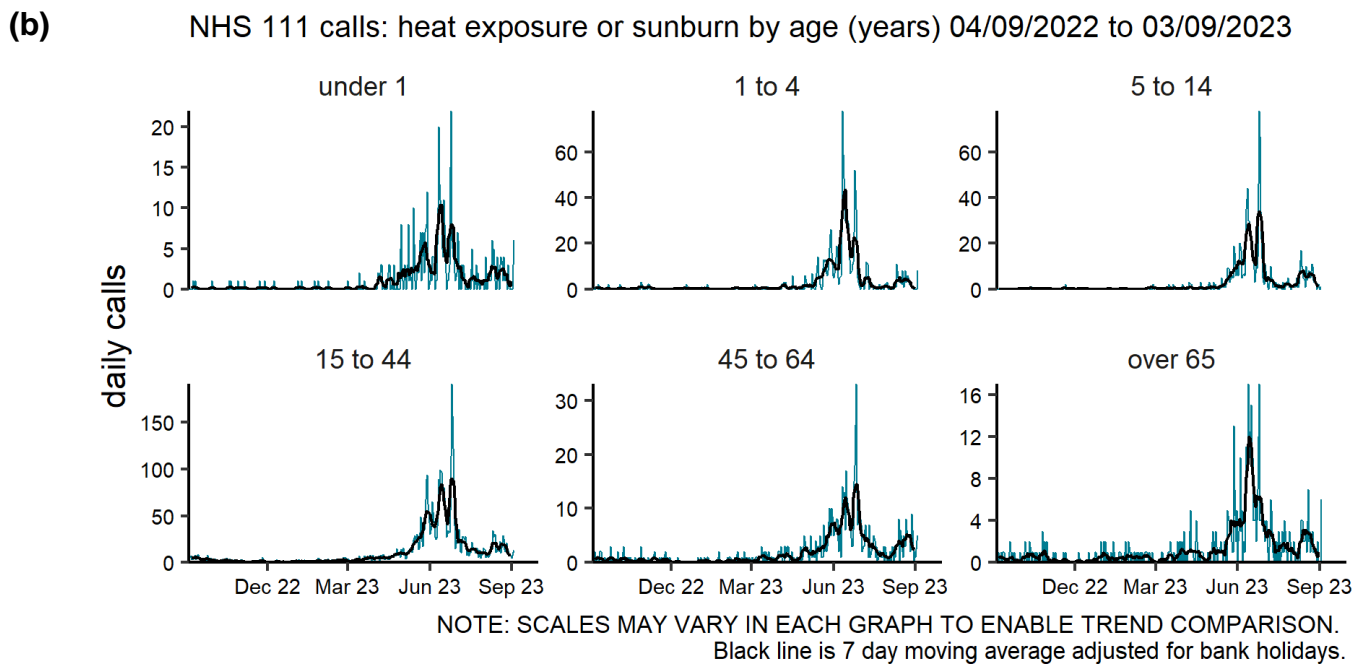 (b)
NHS 111 calls: heat exposure or sunburn by age (years) 04/09/2022 to 03/09/2023
daily calls
under 1
20
15
10
5
0
1 to 4
60
40
20
0
5 to 14
60
40
20
0
15 to 44
150
100
50
0
Dec 22 Mar 23 Jun 23 Sep 23
45 to 64
30
20
10
0
Dec 22 Mar 23 Jun 23 Sep 23
over 65
16
12
8
4
0
Dec 22 Mar 23 Jun 23 Sep 23
NOTE: SCALES MAY VARY IN EACH GRAPH TO ENABLE TREND COMPARISON.
Black line is 7 day moving average adjusted for bank holidays.